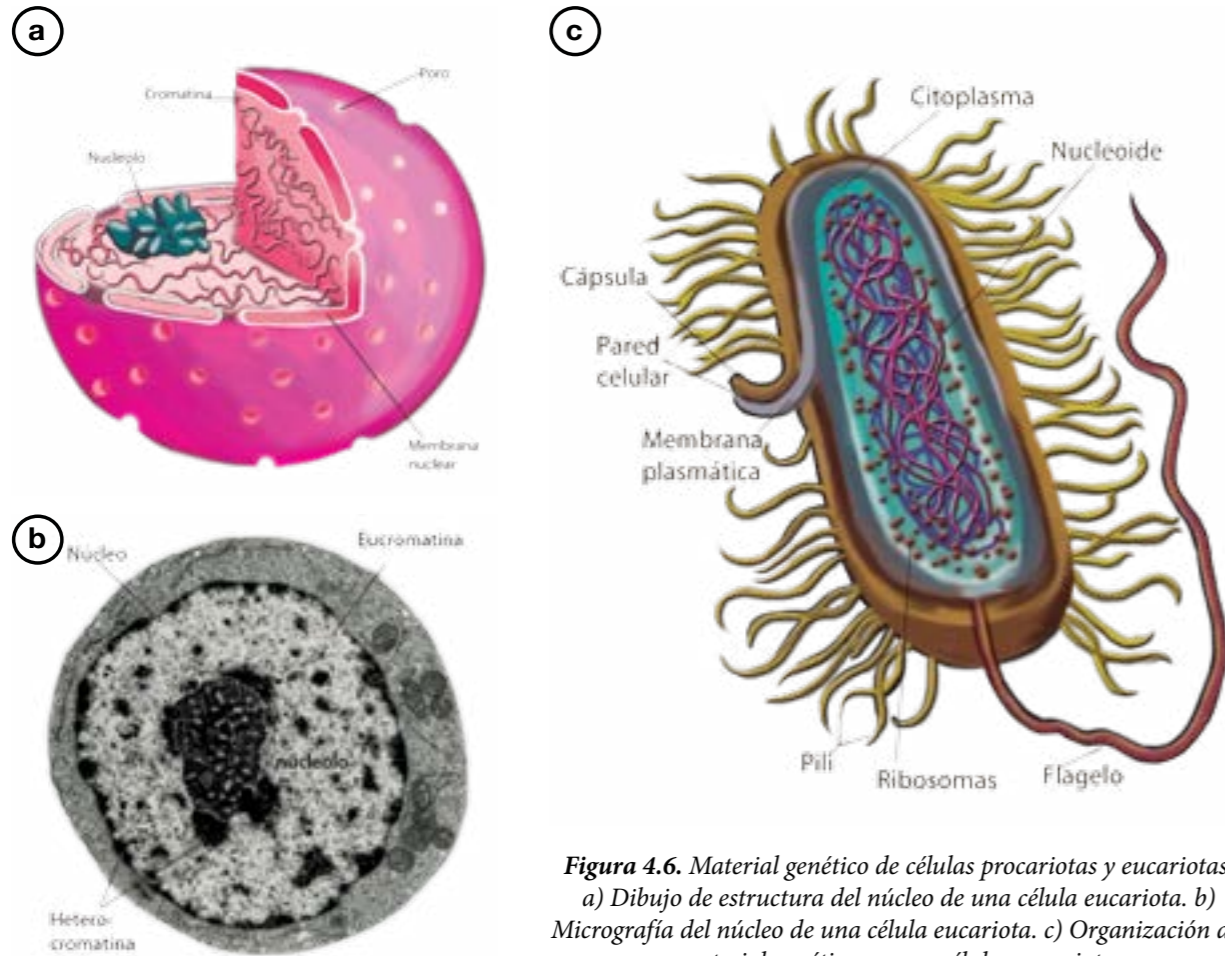 a
Poro
Cromatina
Nucleolo
Membrana
nuclear
b
Núcleo
Eucromatina
núcleolo
Hetero-
cromatina
c
Citoplasma
Nucleoide
Cápsula
Pared
celular
Membrana
plasmática
Pili
Ribosomas
Flagelo
Figura 4.6. Material genético de células procariotas y eucariotas
a) Dibujo de estructura del núcleo de una célula eucariota. b)
Micrografía del núcleo de una célula eucariota. c) Organización d